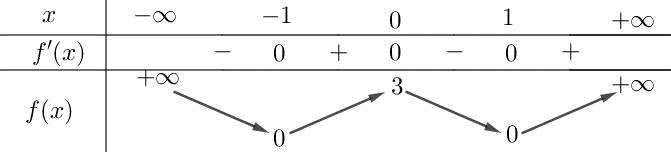 x −∞ −1 0 1 +∞
f′(x) − 0 + 0 − 0 +
+∞ 3 +∞
f(x)
0 0